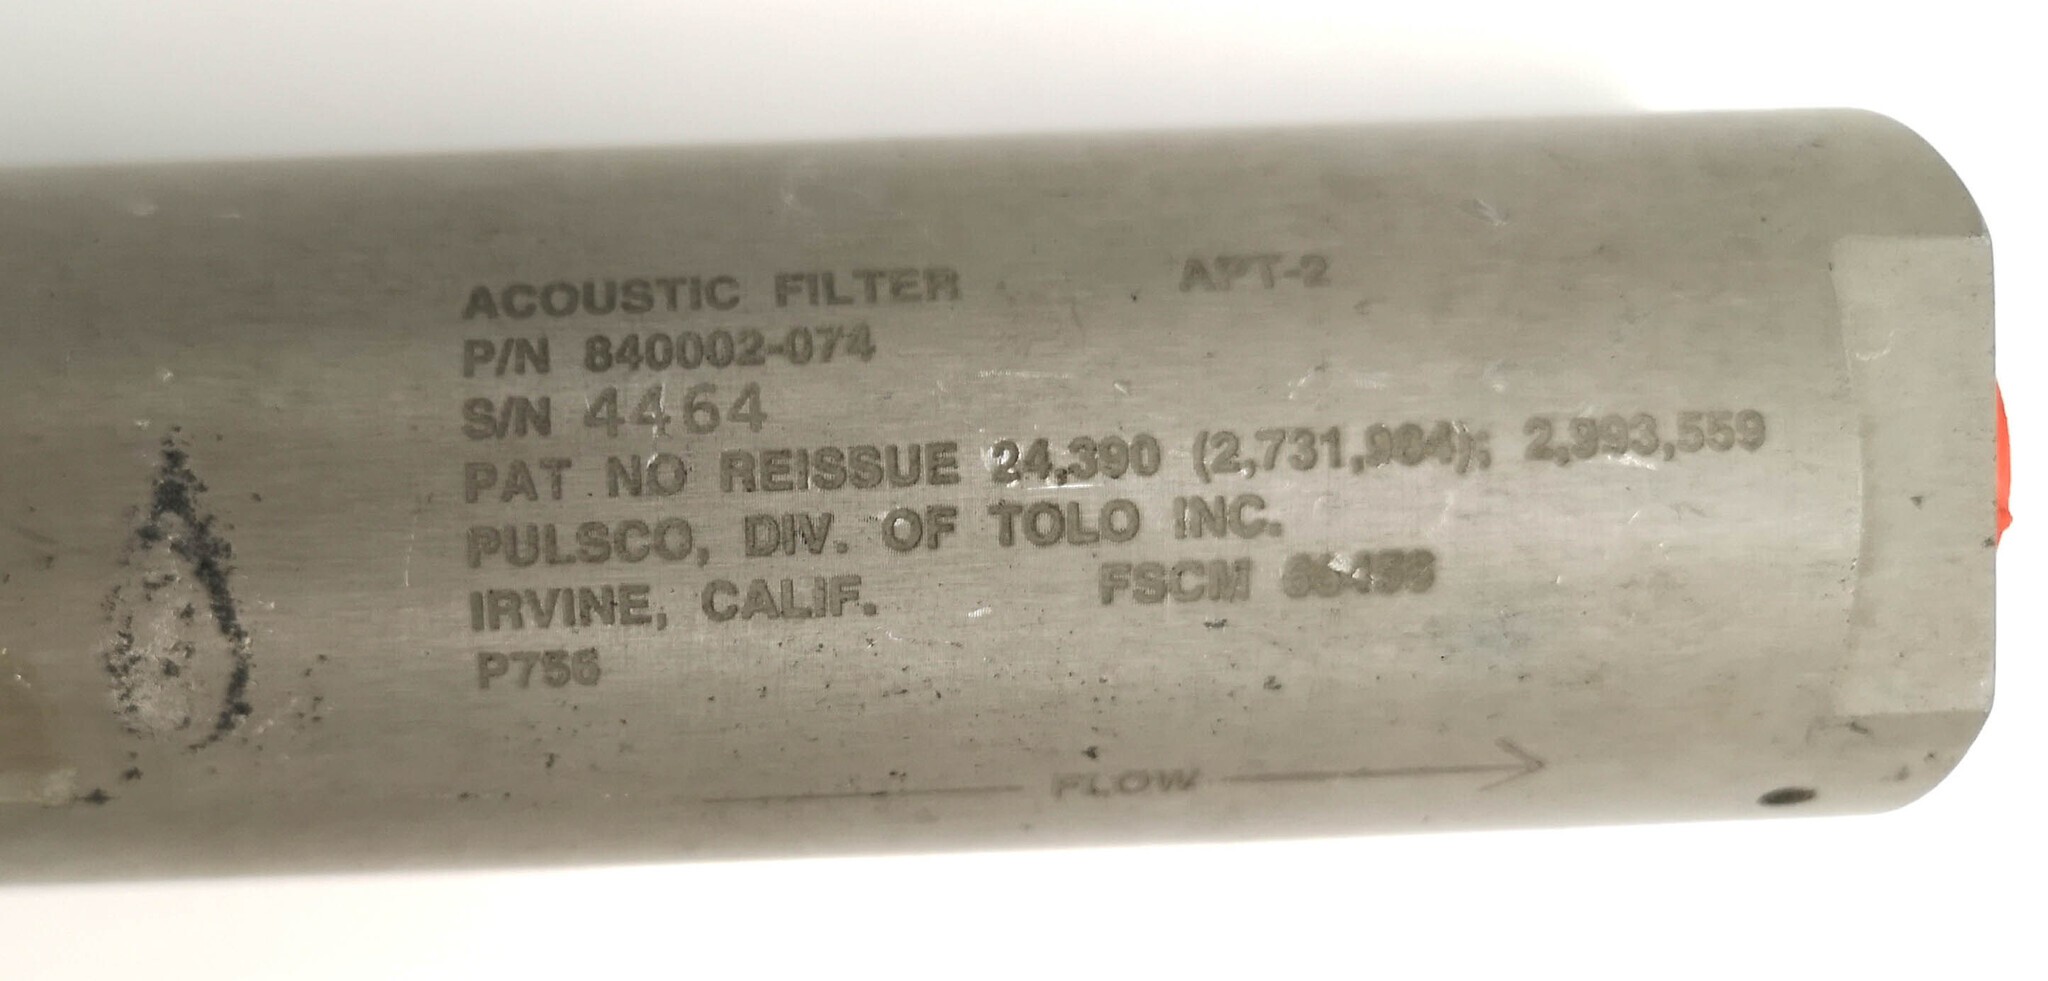 ACOUSTIC FILTER APT-2
P/N 840002-074
S/N 4464
PAT NO REISSUE 24,390 (2,731,984); 2,993,559
PULSCO, DIV. OF TOLO INC.
IRVINE, CALIF. FSCM
P756
FLOW